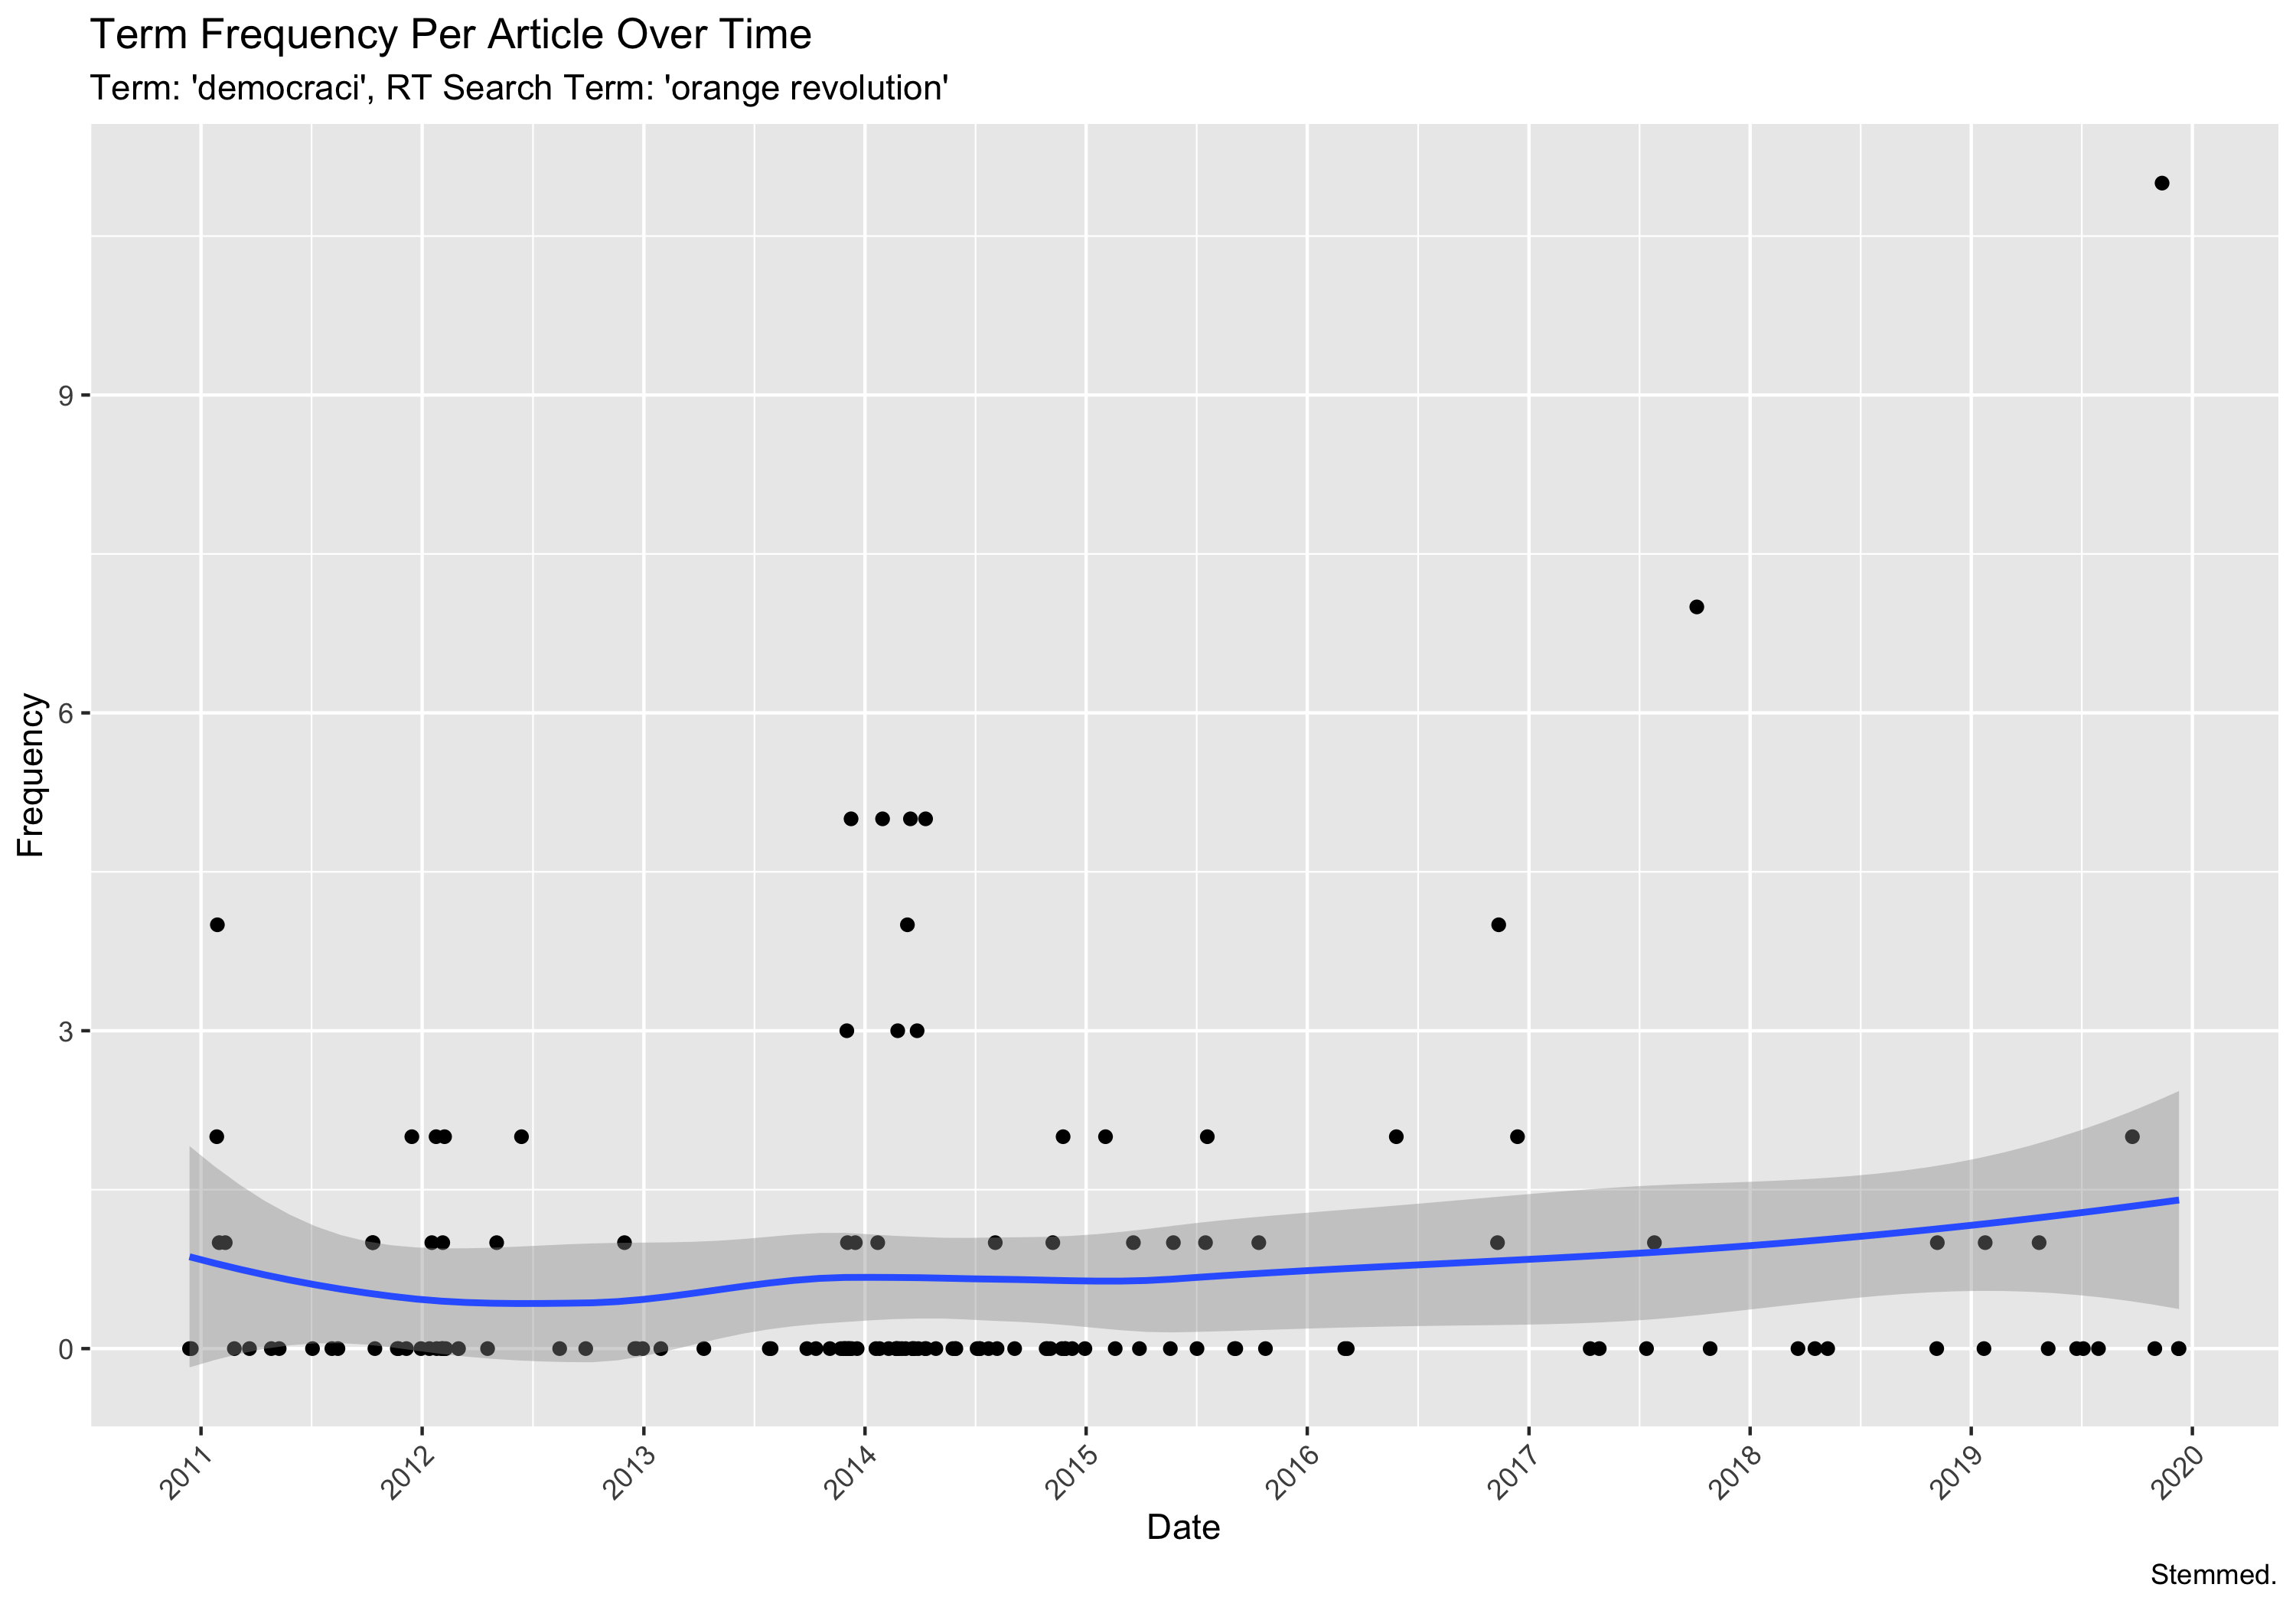 Term Frequency Per Article Over Time
Term: 'democraci', RT Search Term: 'orange revolution'
Frequency
9
6
3
0
2011 2012 2013 2014 2015 2016 2017 2018 2019 2020
Date
Stemmed.